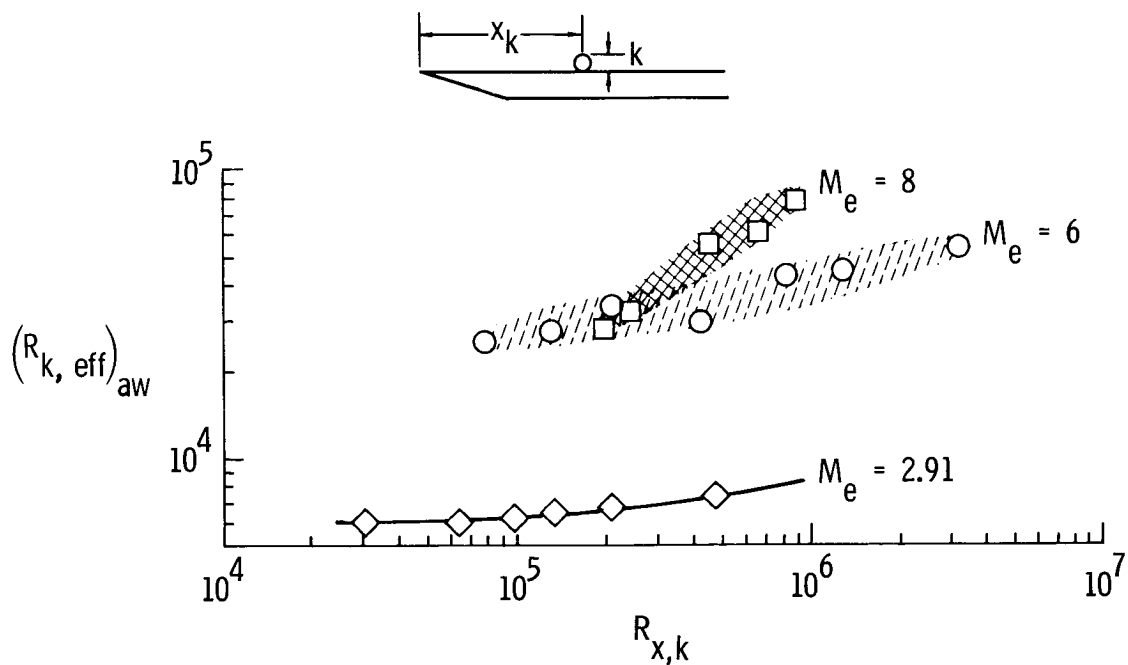 x_k
k
10^5
M_e = 8
M_e = 6
(R_k, eff)_aw
10^4
M_e = 2.91
10^4
10^5
10^6
10^7
R_x,k